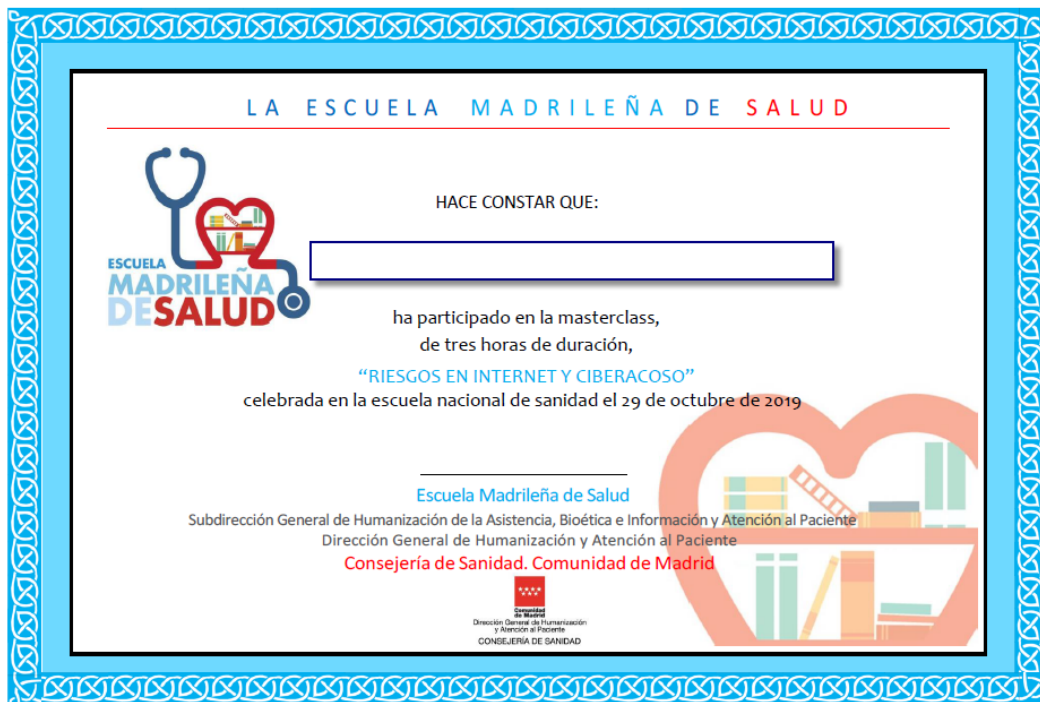 LA ESCUELA MADRILEÑA DE SALUD
HACE CONSTAR QUE:
ESCUELA
MADRILEÑA
DESALUD
ha participado en la masterclass,
de tres horas de duración,
“RIESGOS EN INTERNET Y CIBERACOSO”
celebrada en la escuela nacional de sanidad el 29 de octubre de 2019
Escuela Madrileña de Salud
Subdirección General de Humanización de la Asistencia, Bioética e Información y Atención al Paciente
Dirección General de Humanización y Atención al Paciente
Consejería de Sanidad. Comunidad de Madrid
Comunidad
de Madrid
Dirección General de Humanización
y Atención al Paciente
CONSEJERÍA DE SANIDAD